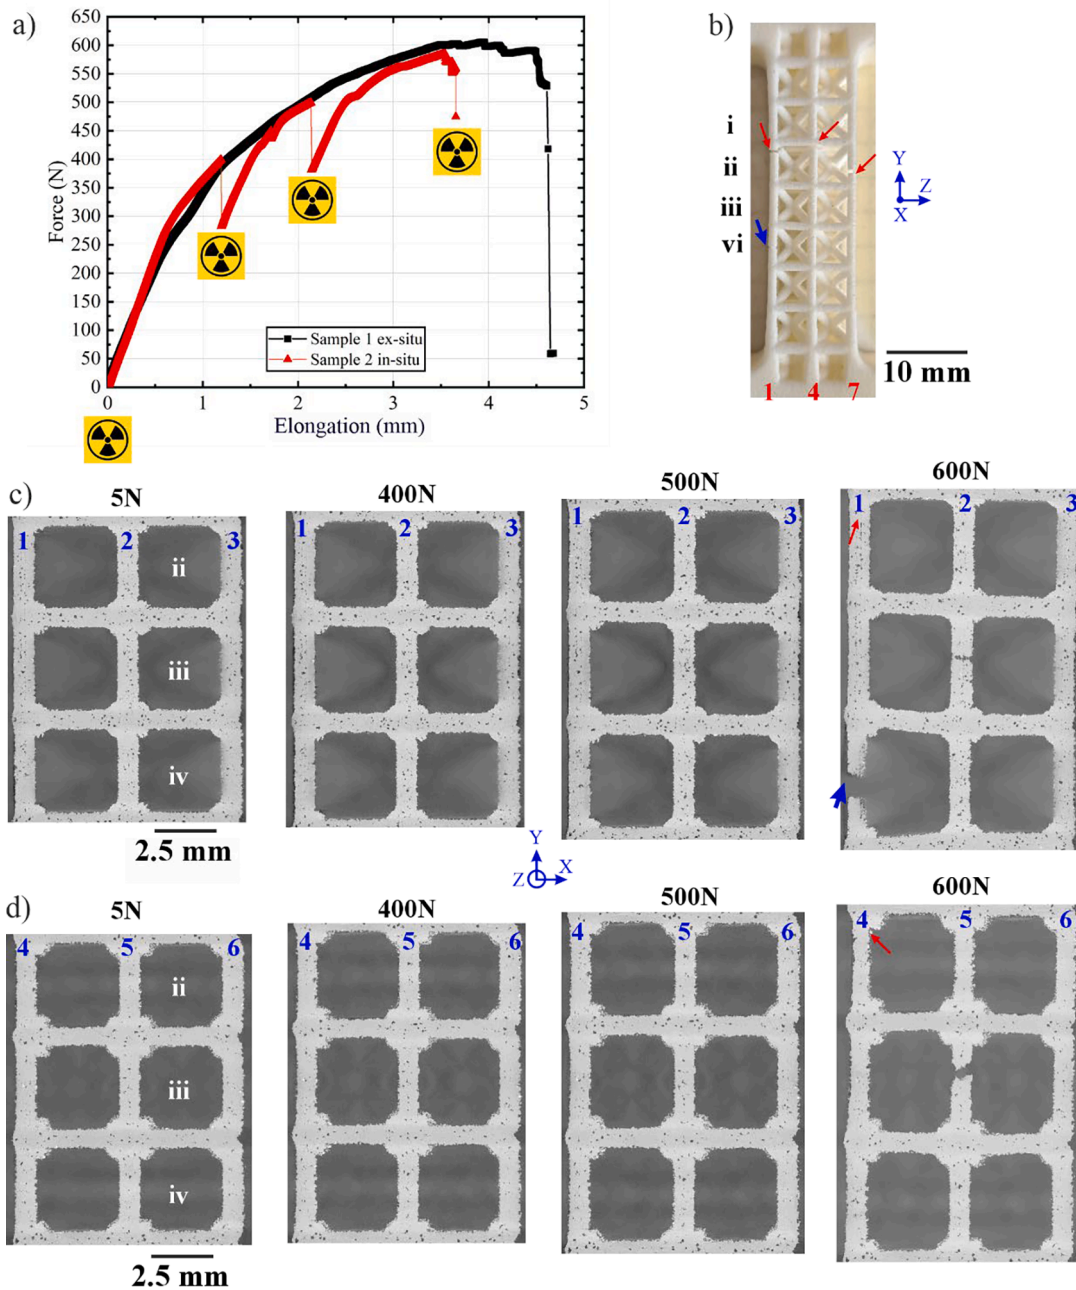 a)
650
600
550
500
450
400
350
300
250
200
150
100
50
0
Force (N)
Sample 1 ex-situ
Sample 2 in-situ
0 1 2 3 4 5
Elongation (mm)
b)
i
ii
iii
vi
Y
Z
X
1 4 7
10 mm
c)
5N
400N
500N
600N
1 2 3
1 2 3
1 2 3
1 2 3
ii
iii
iv
2.5 mm
Y
Z X
d)
5N
400N
500N
600N
4 5 6
4 5 6
4 5 6
4 5 6
ii
iii
iv
2.5 mm